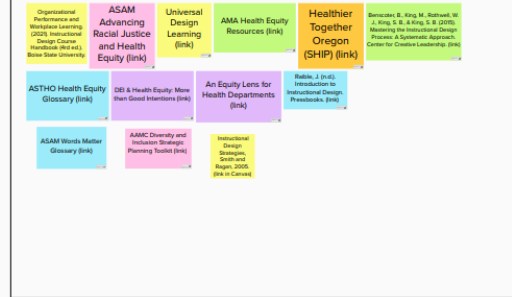 Organizational
Performance and
Workplace Learning.
(2021). Instructional
Design Course
Handbook (4rd ed.).
Boise State University.
ASAM
Advancing
Racial Justice
and Health
Equity (link)
Universal
Design
Learning
(link)
AMA Health Equity
Resources (link)
Healthier
Together
Oregon
(SHIP) (link)
Beriscoter, B., King, M., Rothwell, W.
J., King, S. B., & King, S. B. (2015).
Mastering the Instructional Design
Process: A Systematic Approach.
Center for Creative Leadership. (link)
ASTHO Health Equity
Glossary (link)
DEI & Health Equity: More
than Good Intentions (link)
An Equity Lens for
Health Departments
(link)
Raible, J. (n.d.).
Introduction to
Instructional Design.
Pressbooks. (link)
ASAM Words Matter
Glossary (link)
AAMC Diversity and
Inclusion Strategic
Planning Toolkit (link)
Instructional
Design
Strategies,
Smith and
Ragan, 2005.
(link in Canvas)